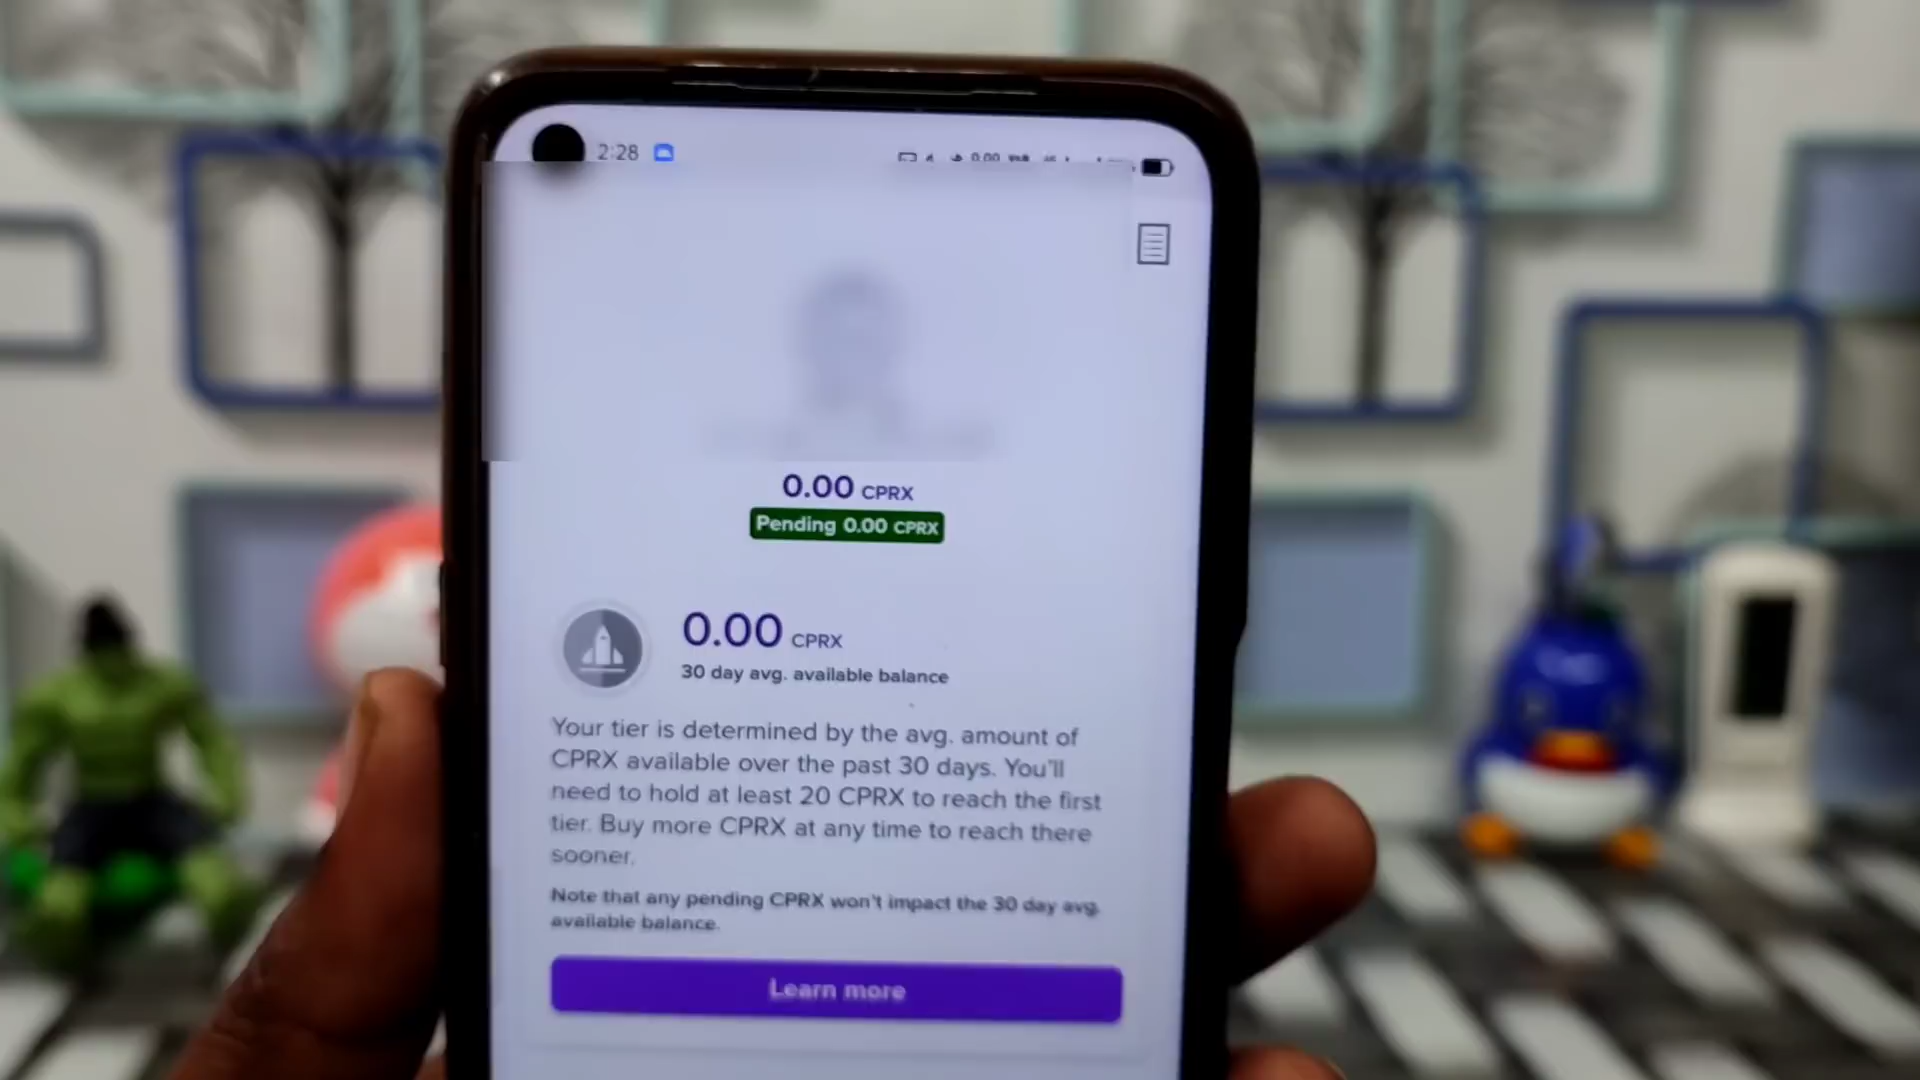 2:28
0.00
0.00 CPRX
Pending 0.00 CPRX
0.00 CPRX
30 day avg. available balance
Your tier is determined by the avg. amount of
CPRX available over the past 30 days. You'll
need to hold at least 20 CPRX to reach the first
tier. Buy more CPRX at any time to reach there
sooner.
Note that any pending CPRX won't impact the 30 day avg.
available balance.
Learn more